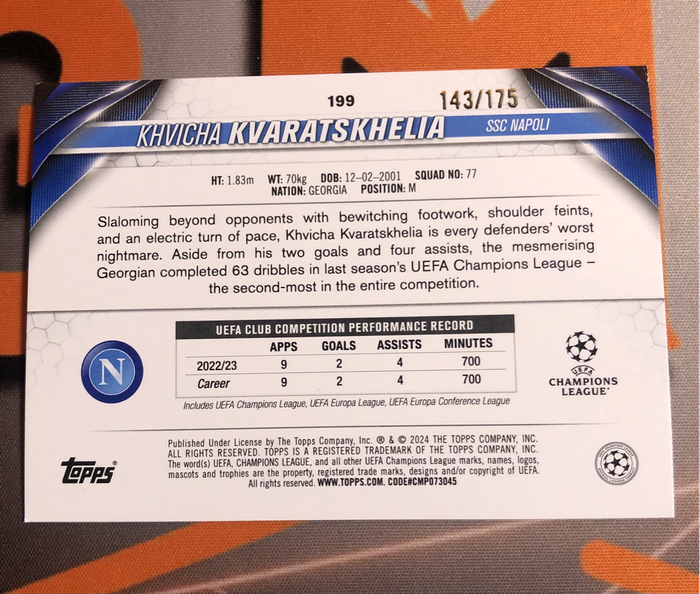 199
143/175
KHVICHA KVARATSKHELIA SSC NAPOLI
HT: 1.83m WT: 70kg DOB: 12-02-2001 SQUAD NO: 77
NATION: GEORGIA POSITION: M
Slaloming beyond opponents with bewitching footwork, shoulder feints,
and an electric turn of pace, Khvicha Kvaratskhelia is every defenders' worst
nightmare. Aside from his two goals and four assists, the mesmerising
Georgian completed 63 dribbles in last season's UEFA Champions League –
the second-most in the entire competition.
UEFA CLUB COMPETITION PERFORMANCE RECORD
APPS GOALS ASSISTS MINUTES
2022/23 9 2 4 700
Career 9 2 4 700
Includes UEFA Champions League, UEFA Europa League, UEFA Europa Conference League
N
UEFA
CHAMPIONS
LEAGUE
Published Under License by The Topps Company, Inc. ® & © 2024 THE TOPPS COMPANY, INC.
ALL RIGHTS RESERVED. TOPPS IS A REGISTERED TRADEMARK OF THE TOPPS COMPANY, INC.
The word(s) UEFA, CHAMPIONS LEAGUE, and all other UEFA Champions League marks, names, logos,
mascots and trophies are the property, registered trade marks, designs and/or copyright of UEFA.
All rights reserved. WWW.TOPPS.COM. CODE#CMP073045
TOPPS®